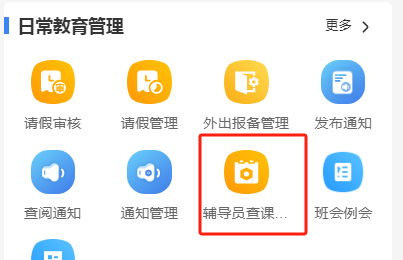 日常教育管理 更多
请假审核 请假管理 外出报备管理 发布通知
查阅通知 通知管理 辅导员查课... 班会例会